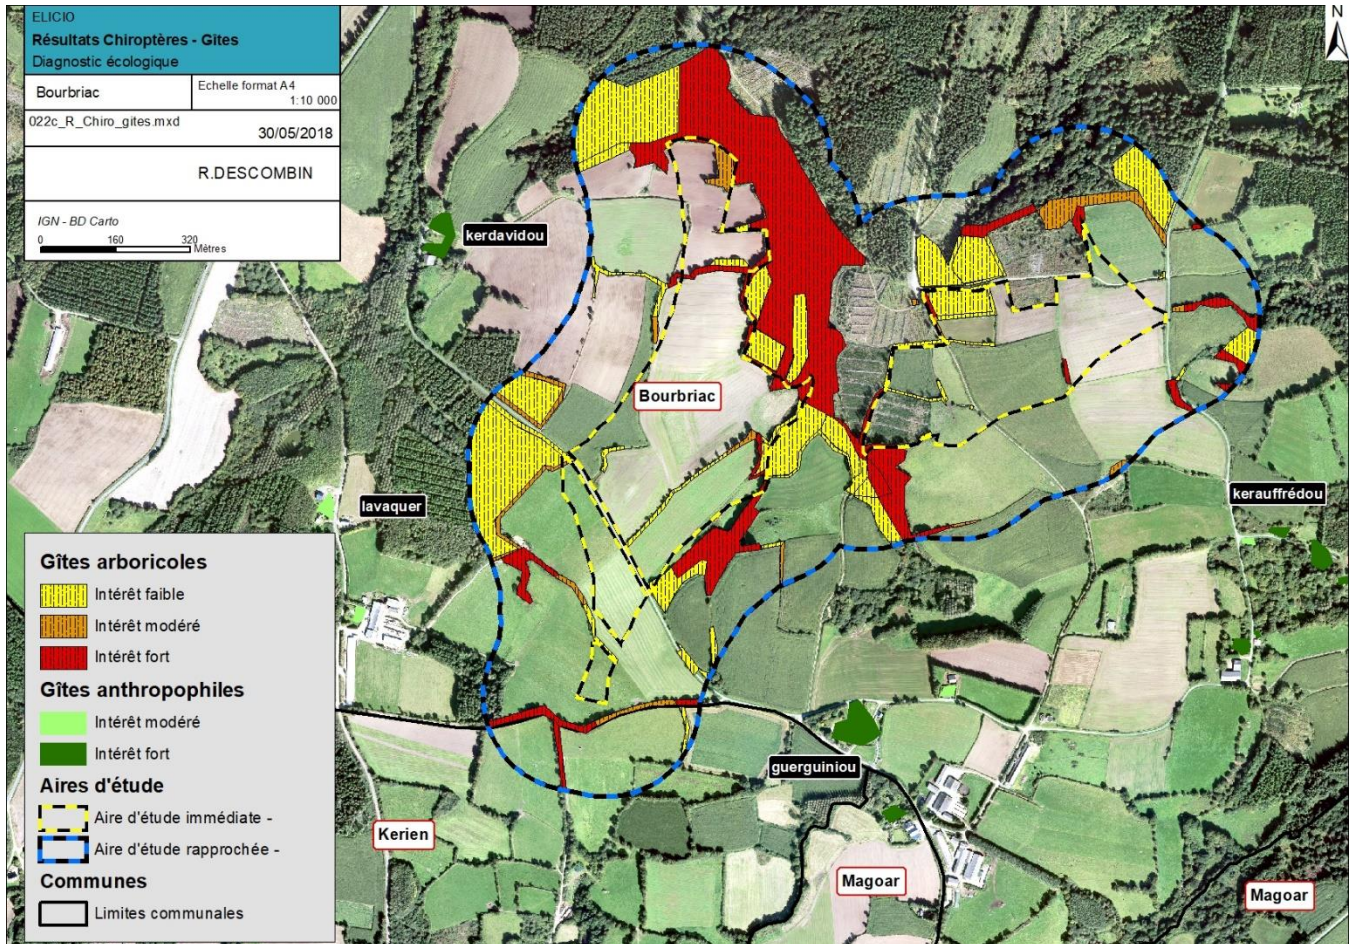 ELICIO
Résultats Chiroptères - Gîtes
Diagnostic écologique
Bourbriac
Echelle format A4
1:10 000
022c_R_Chiro_gites.mxd
30/05/2018
R.DESCOMBIN
IGN - BD Carto
0 160 320
Mètres
N
kerdavidou
Bourbriac
lavaquer
kerauffrédou
guerguiniou
Kerien
Magoar
Magoar
Gîtes arboricoles
Intérêt faible
Intérêt modéré
Intérêt fort
Gîtes anthropophiles
Intérêt modéré
Intérêt fort
Aires d'étude
Aire d'étude immédiate -
Aire d'étude rapprochée -
Communes
Limites communales